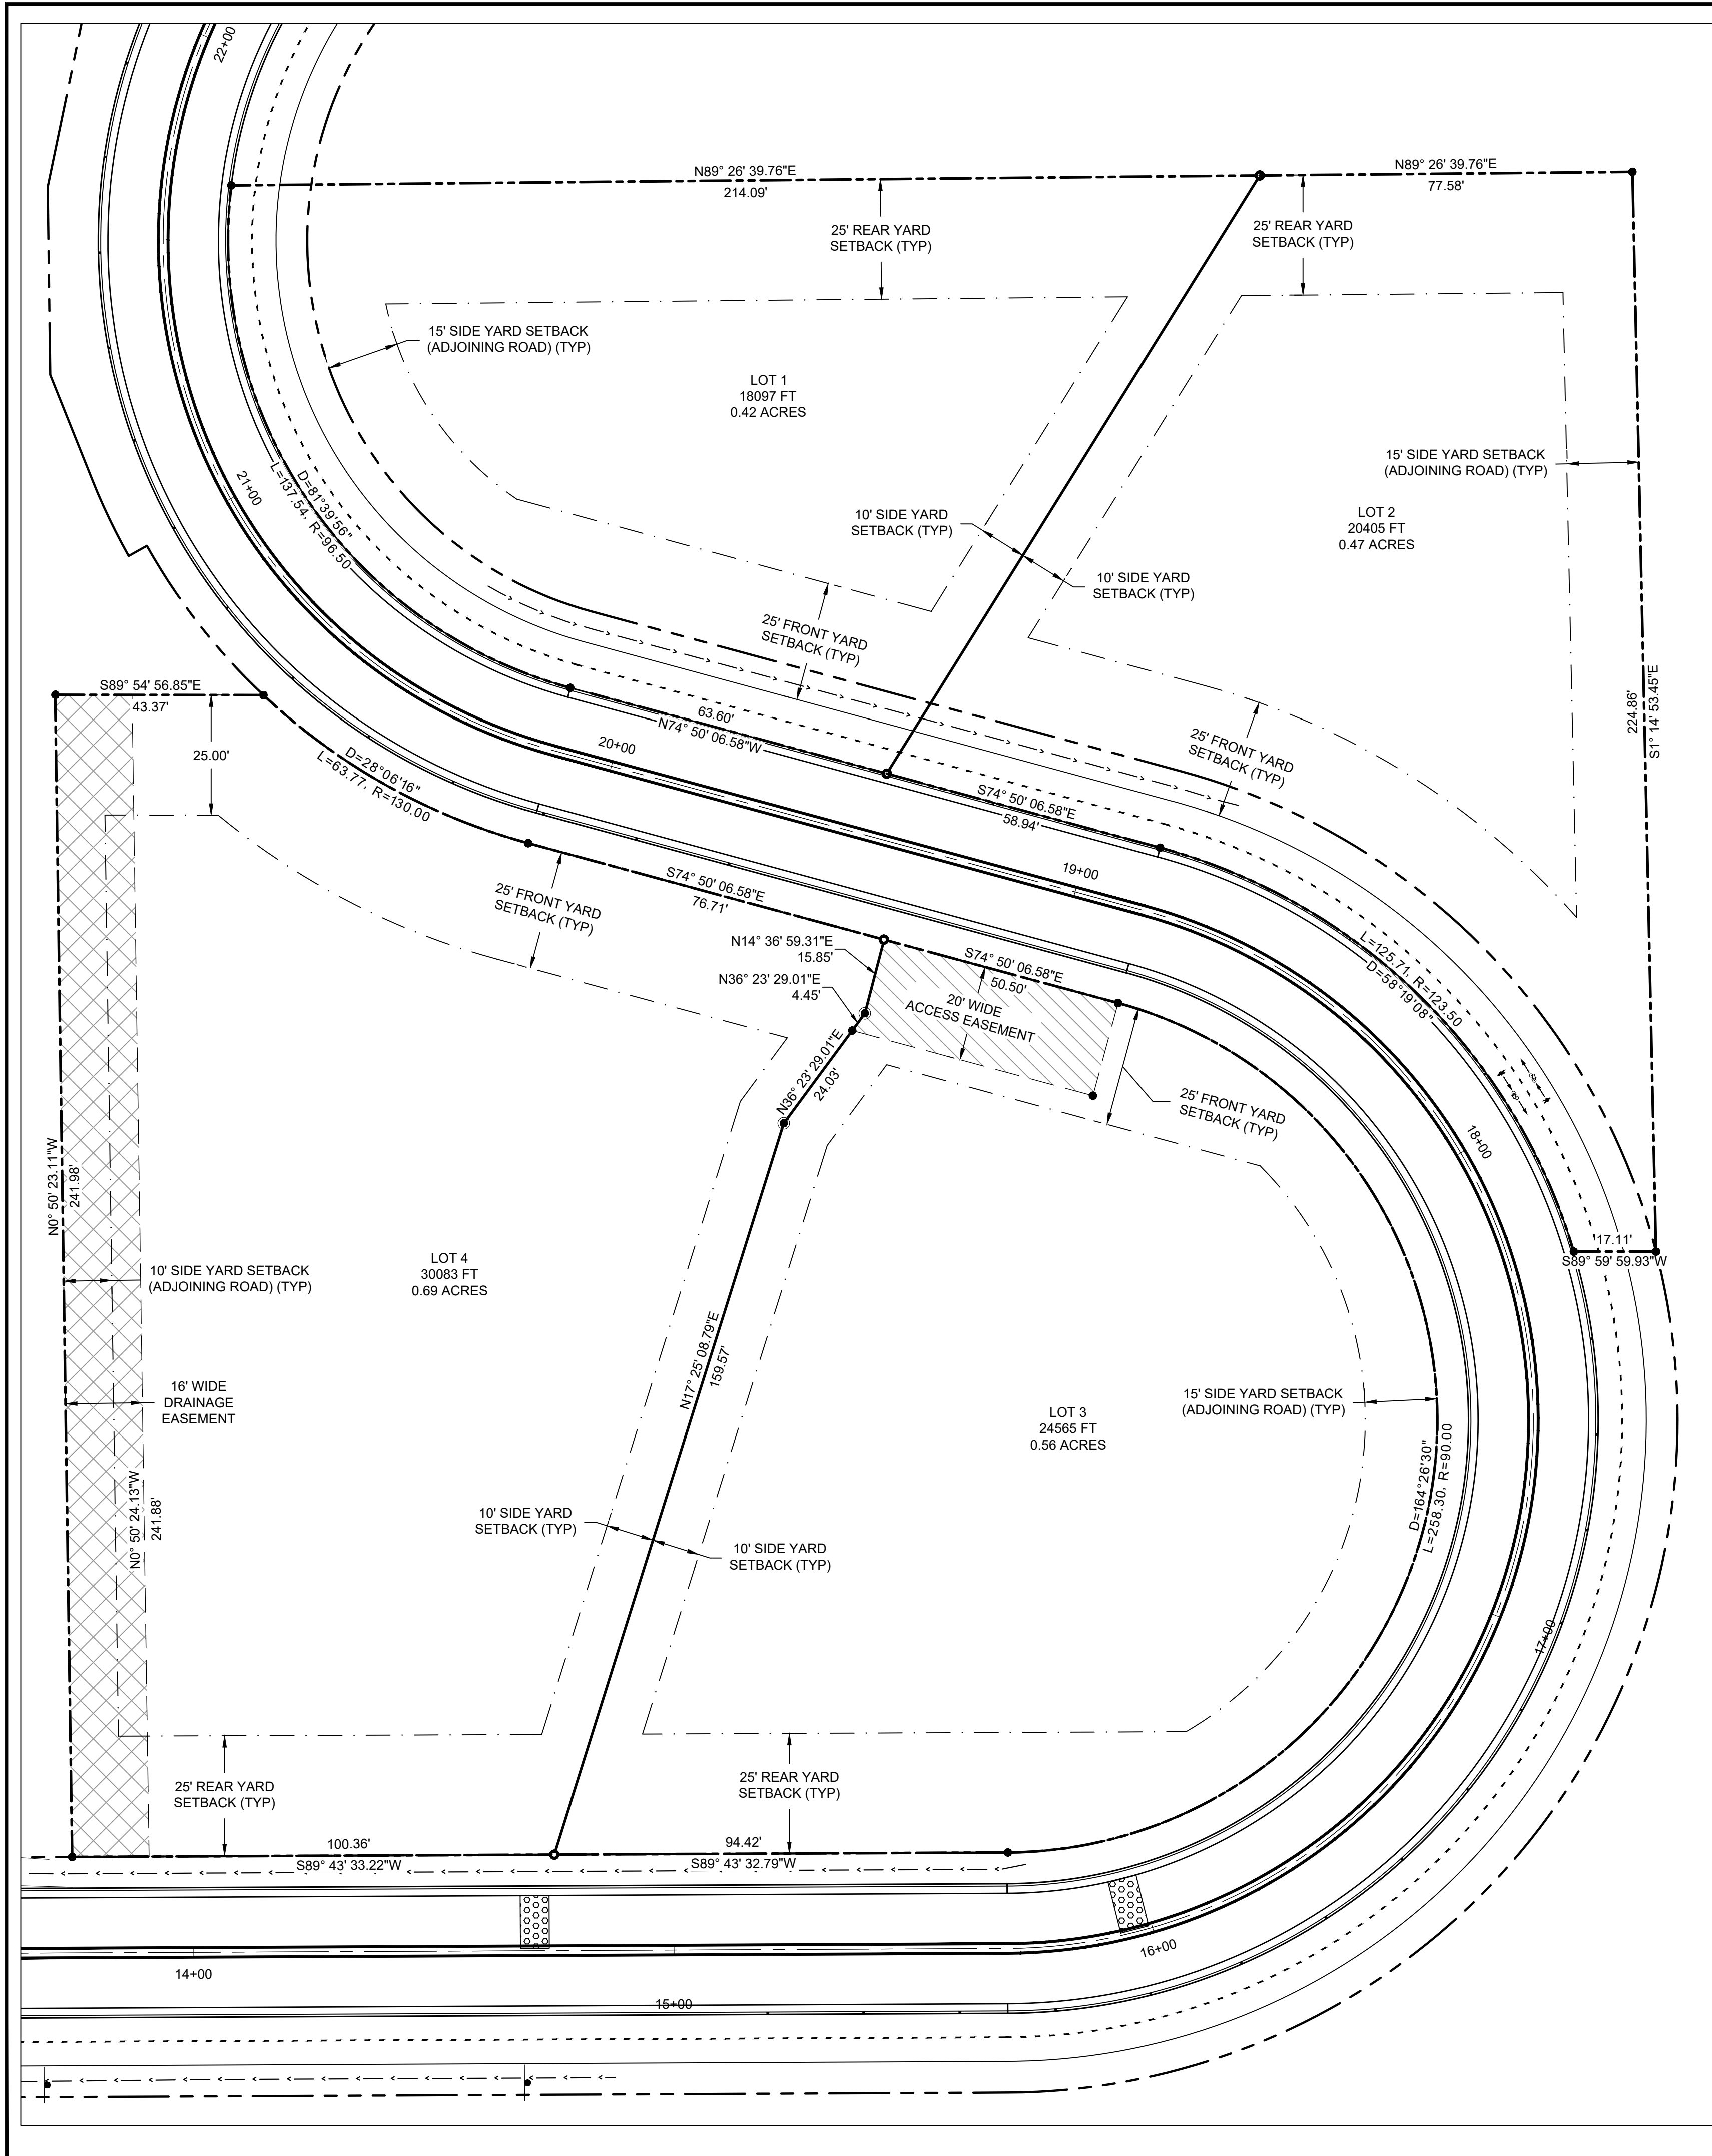 22+00
N89° 26' 39.76"E
214.09'
N89° 26' 39.76"E
77.58'
25' REAR YARD
SETBACK (TYP)
25' REAR YARD
SETBACK (TYP)
15' SIDE YARD SETBACK
(ADJOINING ROAD) (TYP)
LOT 1
18097 FT
0.42 ACRES
15' SIDE YARD SETBACK
(ADJOINING ROAD) (TYP)
LOT 2
20405 FT
0.47 ACRES
21+00
D=81°39'56"
L=137.54, R=96.50
10' SIDE YARD
SETBACK (TYP)
10' SIDE YARD
SETBACK (TYP)
25' FRONT YARD
SETBACK (TYP)
224.86'
S1° 14' 53.45"E
S89° 54' 56.85"E
43.37'
25.00'
63.60'
N74° 50' 06.58"W
20+00
25' FRONT YARD
SETBACK (TYP)
D=28°06'16"
L=63.77, R=130.00
S74° 50' 06.58"E
58.94'
19+00
S74° 50' 06.58"E
76.71'
25' FRONT YARD
SETBACK (TYP)
N14° 36' 59.31"E
15.85'
N36° 23' 29.01"E
4.45'
S74° 50' 06.58"E
50.50'
20' WIDE
ACCESS EASEMENT
L=125.71, R=123.50
D=58°19'08"
N36° 23' 29.01"E
24.03'
25' FRONT YARD
SETBACK (TYP)
18+00
N0° 50' 23.11"W
241.98'
17.11'
S89° 59' 59.93"W
10' SIDE YARD SETBACK
(ADJOINING ROAD) (TYP)
LOT 4
30083 FT
0.69 ACRES
N17° 25' 08.79"E
159.57'
16' WIDE
DRAINAGE
EASEMENT
15' SIDE YARD SETBACK
(ADJOINING ROAD) (TYP)
LOT 3
24565 FT
0.56 ACRES
D=164°26'30"
L=258.30, R=90.00
N0° 50' 24.13"W
241.88'
10' SIDE YARD
SETBACK (TYP)
10' SIDE YARD
SETBACK (TYP)
17+00
25' REAR YARD
SETBACK (TYP)
25' REAR YARD
SETBACK (TYP)
100.36'
S89° 43' 33.22"W
94.42'
S89° 43' 32.79"W
16+00
14+00
15+00